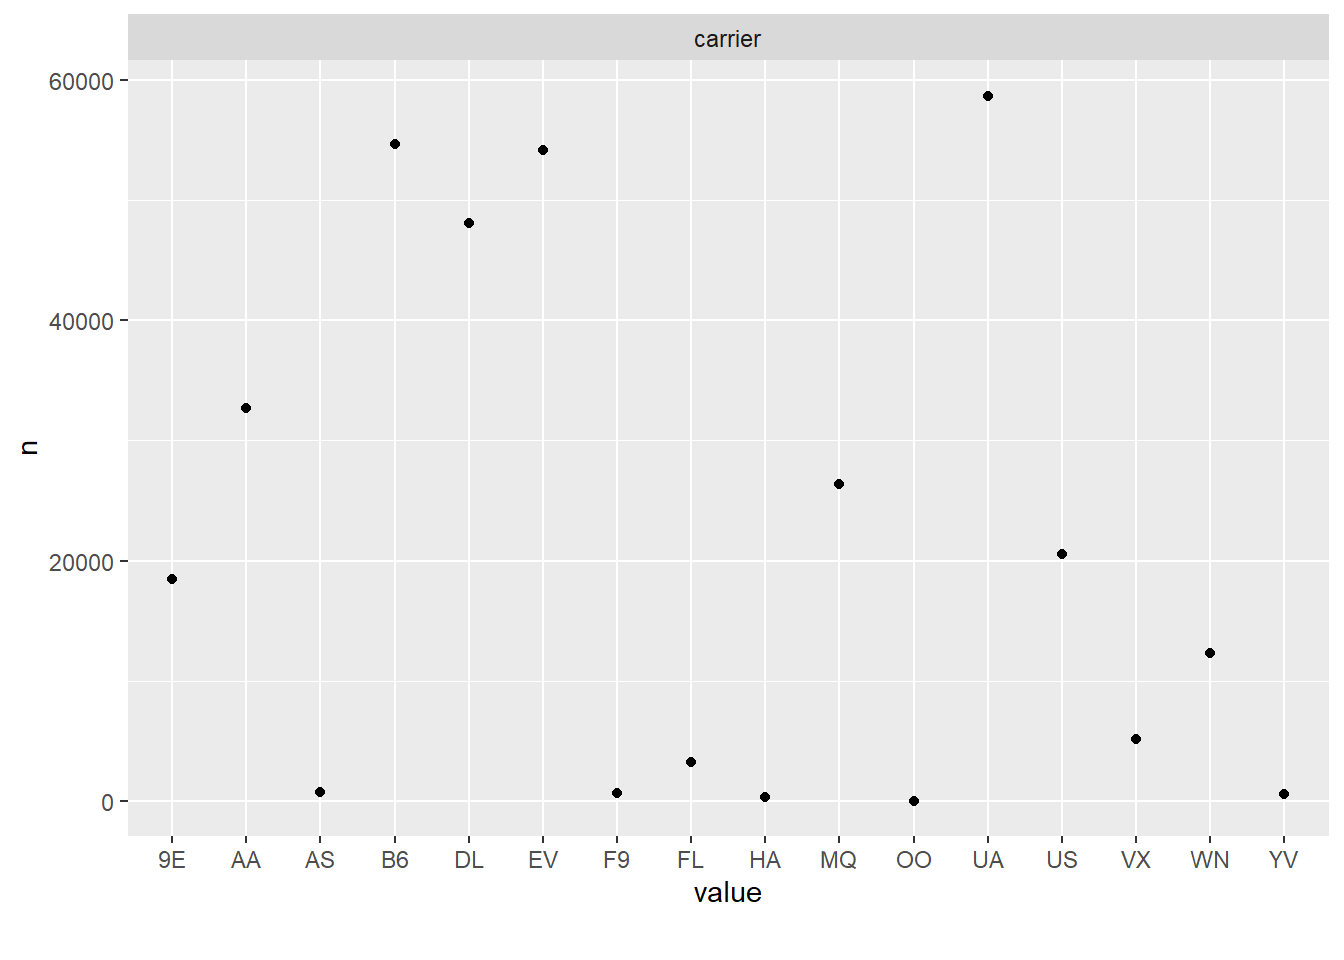 carrier
60000
40000
20000
0
n
9E AA AS B6 DL EV F9 FL HA MQ OO UA US VX WN YV
value